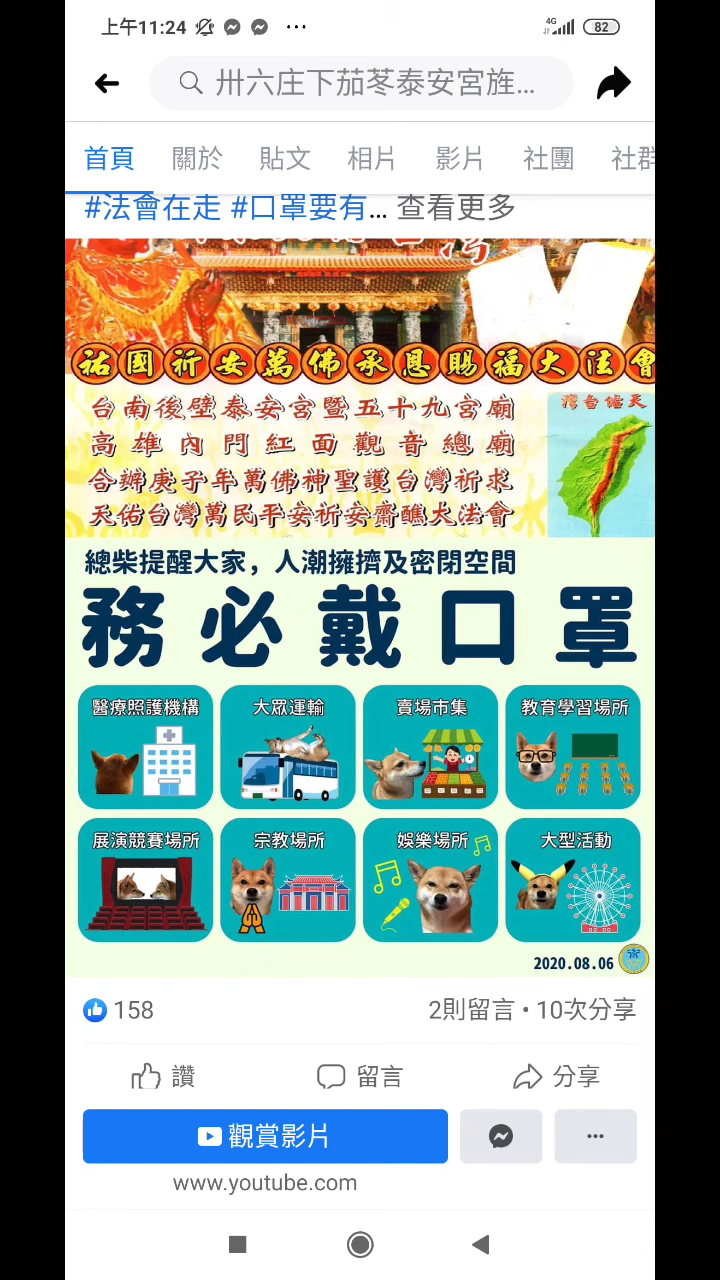 上午11:24 ... 4G 82
卅六庄下茄苳泰安宮旌...
首頁 關於 貼文 相片 影片 社團 社群
#法會在走 #口罩要有... 查看更多
祐國祈安萬佛承恩賜福大法會
台南後壁泰安宮暨五十九宮廟
高雄內門紅面觀音總廟
合辦庚子年萬佛神聖護台灣祈求
天佑台灣萬民平安祈安齋醮大法會
灣台佑天
總柴提醒大家，人潮擁擠及密閉空間
務必戴口罩
醫療照護機構 大眾運輸 賣場市集 教育學習場所
展演競賽場所 宗教場所 娛樂場所 大型活動
2020.08.06
158 2則留言 • 10次分享
讚 留言 分享
觀賞影片
www.youtube.com